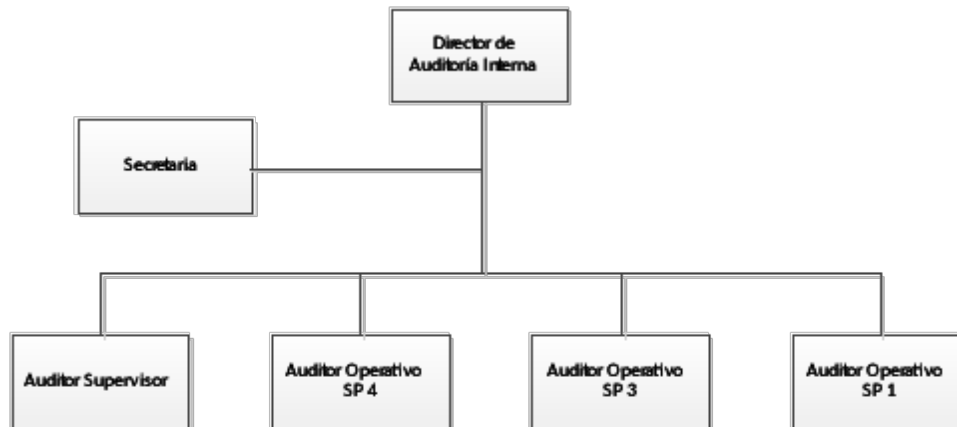 Director de
Auditoría Interna
Secretaria
Auditor Supervisor
Auditor Operativo
SP 4
Auditor Operativo
SP 3
Auditor Operativo
SP 1